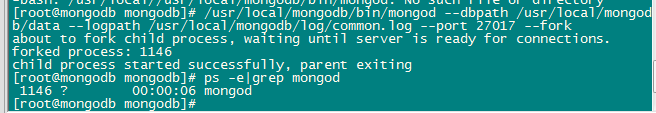 -bash: /usr/local//usr/local/mongodb/bin/mongod: No such file or directory
[root@mongodb mongodb]# /usr/local/mongodb/bin/mongod --dbpath /usr/local/mongod
b/data --logpath /usr/local/mongodb/log/common.log --port 27017 --fork
about to fork child process, waiting until server is ready for connections.
forked process: 1146
child process started successfully, parent exiting
[root@mongodb mongodb]# ps -e|grep mongod
 1146 ?        00:00:06 mongod
[root@mongodb mongodb]#